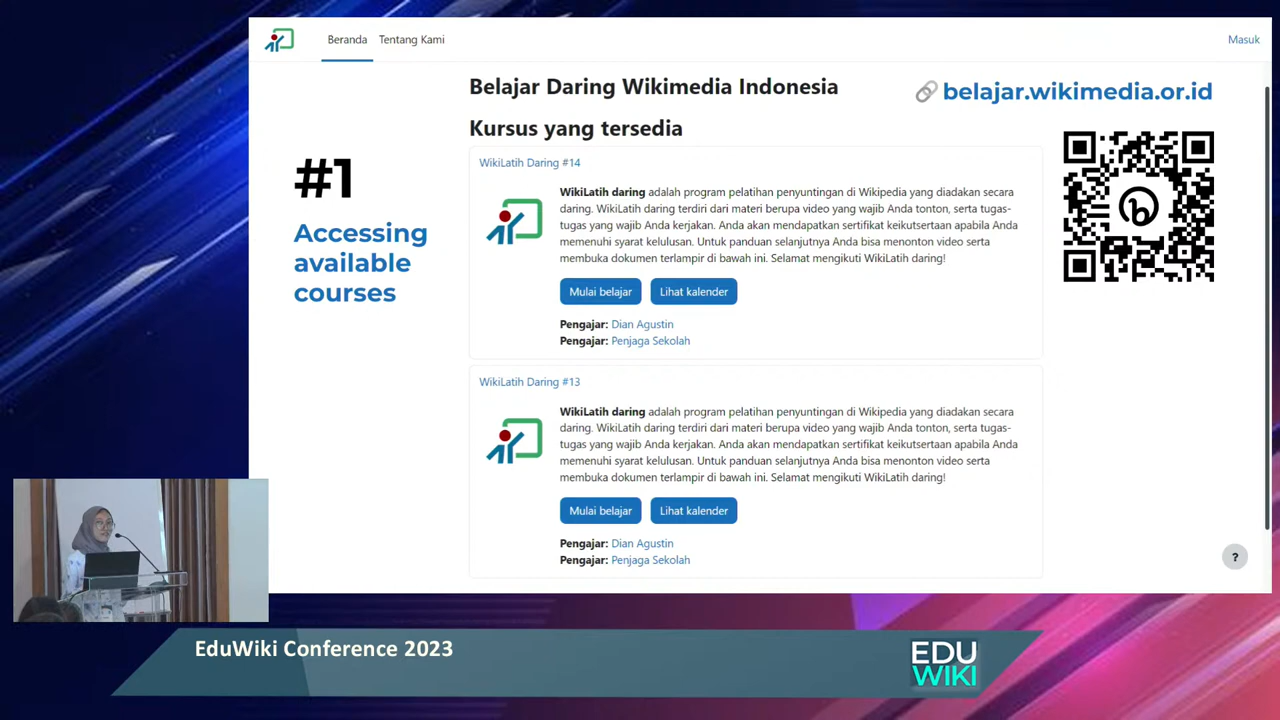 Beranda
Tentang Kami
Masuk
Belajar Daring Wikimedia Indonesia
belajar.wikimedia.or.id
Kursus yang tersedia
#1
Accessing
available
courses
WikiLatih Daring #14
WikiLatih daring adalah program pelatihan penyuntingan di Wikipedia yang diadakan secara
daring. WikiLatih daring terdiri dari materi berupa video yang wajib Anda tonton, serta tugas-
tugas yang wajib Anda kerjakan. Anda akan mendapatkan sertifikat keikutsertaan apabila Anda
memenuhi syarat kelulusan. Untuk panduan selanjutnya Anda bisa menonton video serta
membuka dokumen terlampir di bawah ini. Selamat mengikuti WikiLatih daring!
Mulai belajar
Lihat kalender
Pengajar: Dian Agustin
Pengajar: Penjaga Sekolah
WikiLatih Daring #13
WikiLatih daring adalah program pelatihan penyuntingan di Wikipedia yang diadakan secara
daring. WikiLatih daring terdiri dari materi berupa video yang wajib Anda tonton, serta tugas-
tugas yang wajib Anda kerjakan. Anda akan mendapatkan sertifikat keikutsertaan apabila Anda
memenuhi syarat kelulusan. Untuk panduan selanjutnya Anda bisa menonton video serta
membuka dokumen terlampir di bawah ini. Selamat mengikuti WikiLatih daring!
Mulai belajar
Lihat kalender
Pengajar: Dian Agustin
Pengajar: Penjaga Sekolah
?
EduWiki Conference 2023
EDU
WIKI